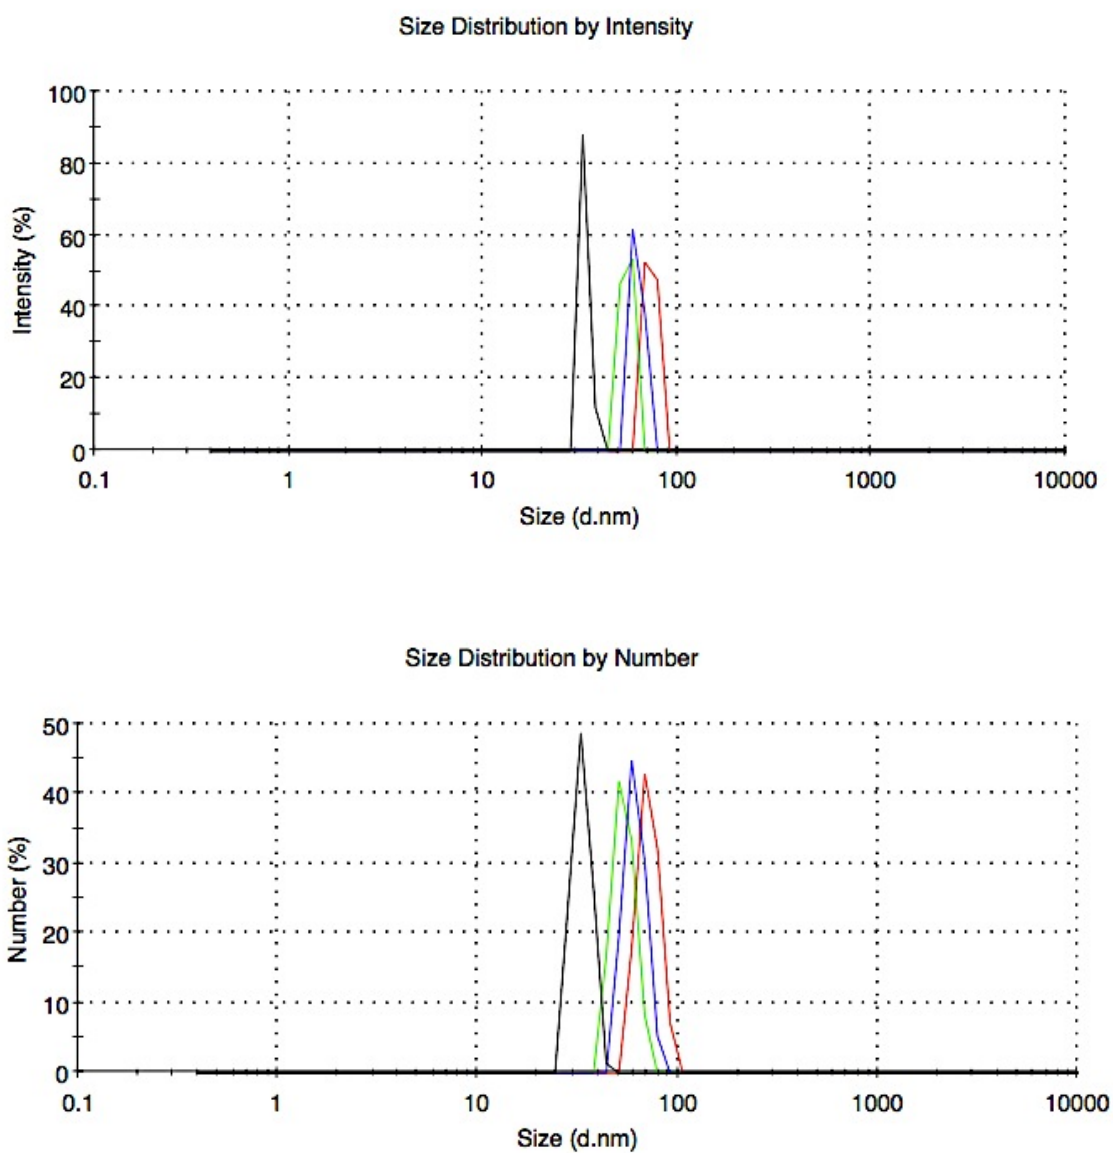 Size Distribution by Intensity
100
80
60
40
20
0
Intensity (%)
0.1 1 10 100 1000 10000
Size (d.nm)
Size Distribution by Number
50
40
30
20
10
0
Number (%)
0.1 1 10 100 1000 10000
Size (d.nm)